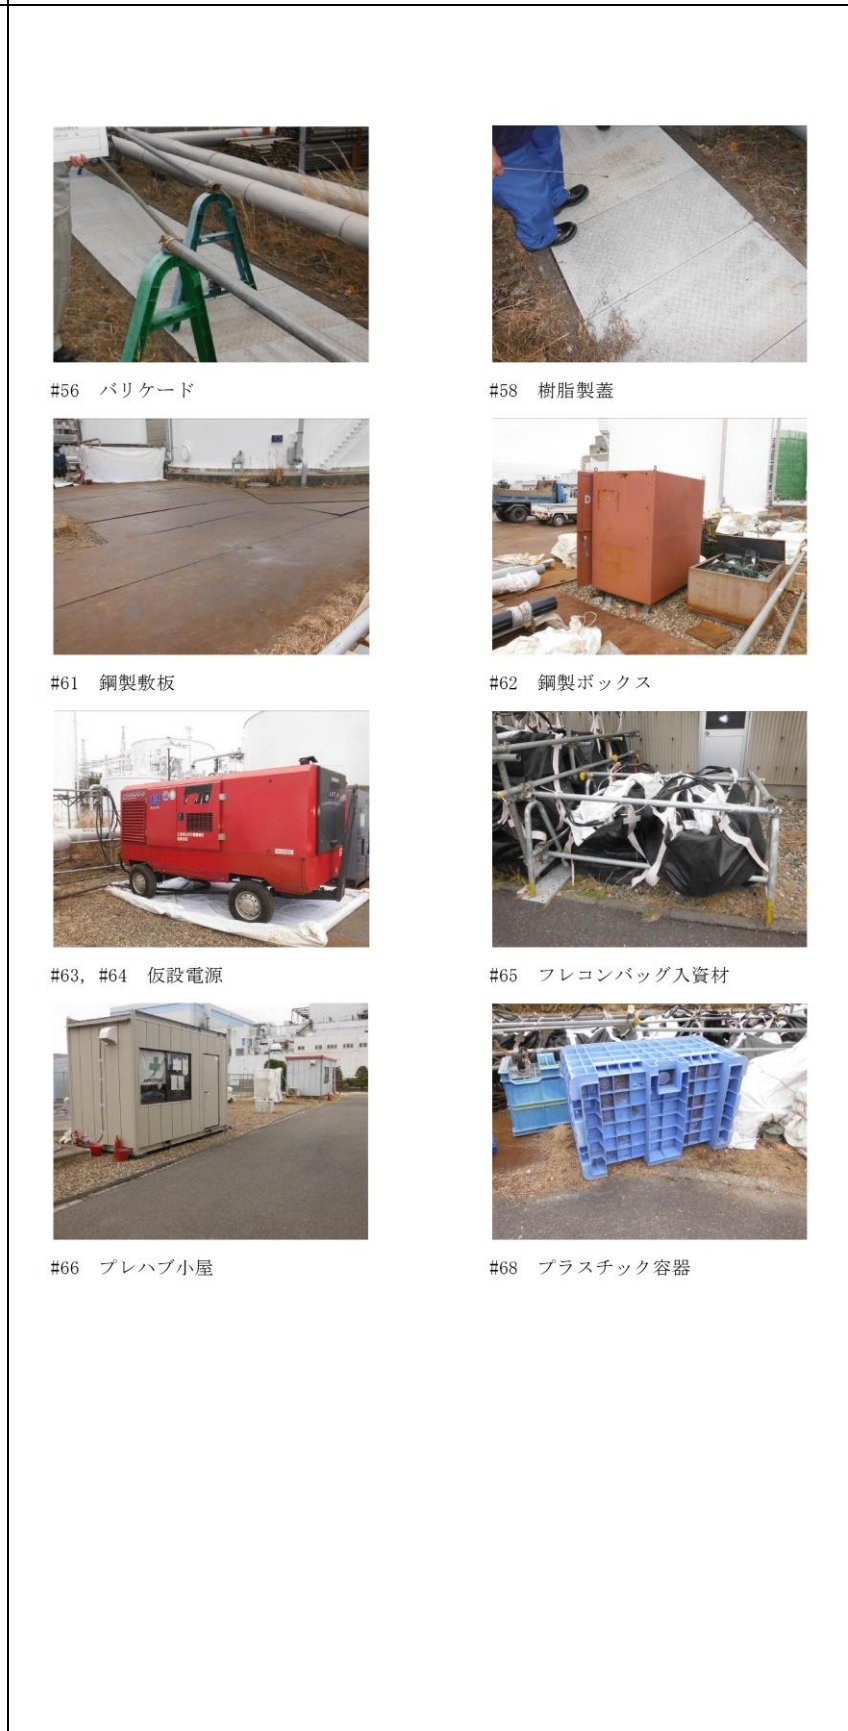 #56 バリケード
#58 樹脂製蓋
#61 鋼製敷板
#62 鋼製ボックス
#63, #64 仮設電源
#65 フレコンバッグ入資材
#66 プレハブ小屋
#68 プラスチック容器